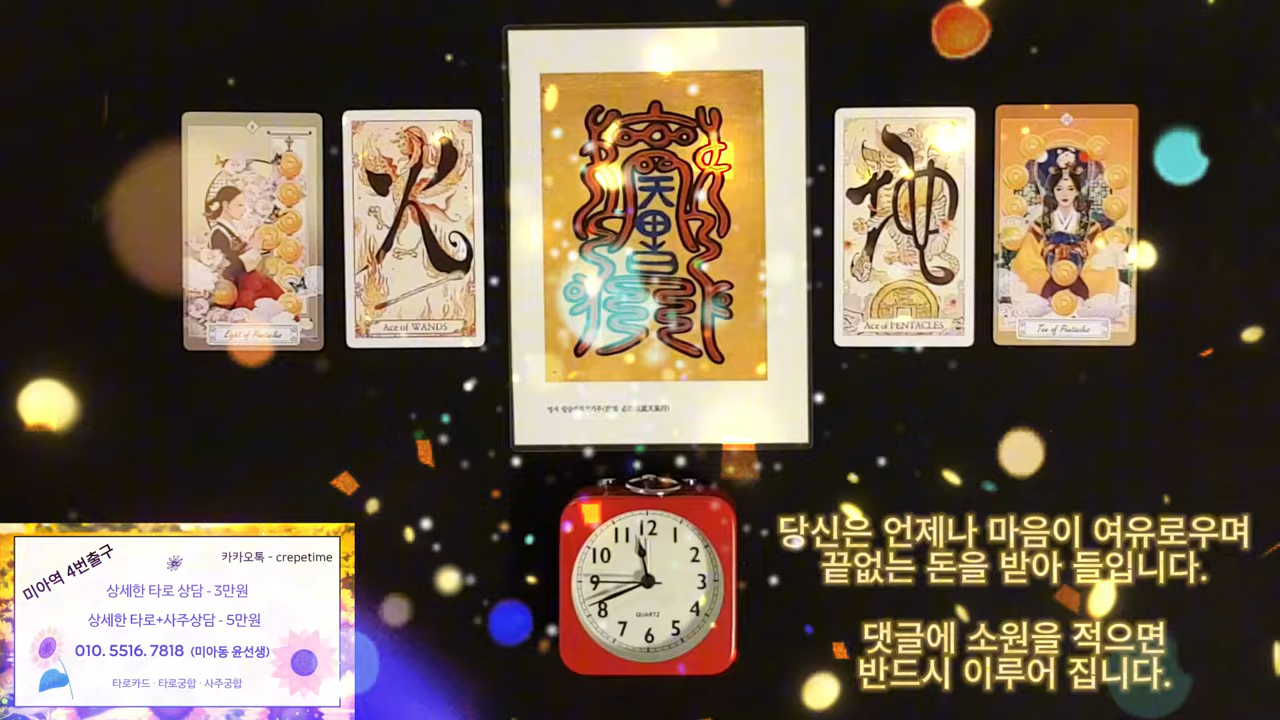 Eight of Pentacles
火
Ace of WANDS
天
地
Ace of PENTACLES
Ten of Pentacles
11 12 1
10 2
9 3
8 4
7 6 5
QUARTZ
당신은 언제나 마음이 여유로우며
끝없는 돈을 받아 들입니다.
댓글에 소원을 적으면
반드시 이루어 집니다.
미아역 4번출구
카카오톡 - crepetime
상세한 타로 상담 - 3만원
상세한 타로+사주상담 - 5만원
010. 5516. 7818 (미아동 윤선생)
타로카드 · 타로궁합 · 사주궁합